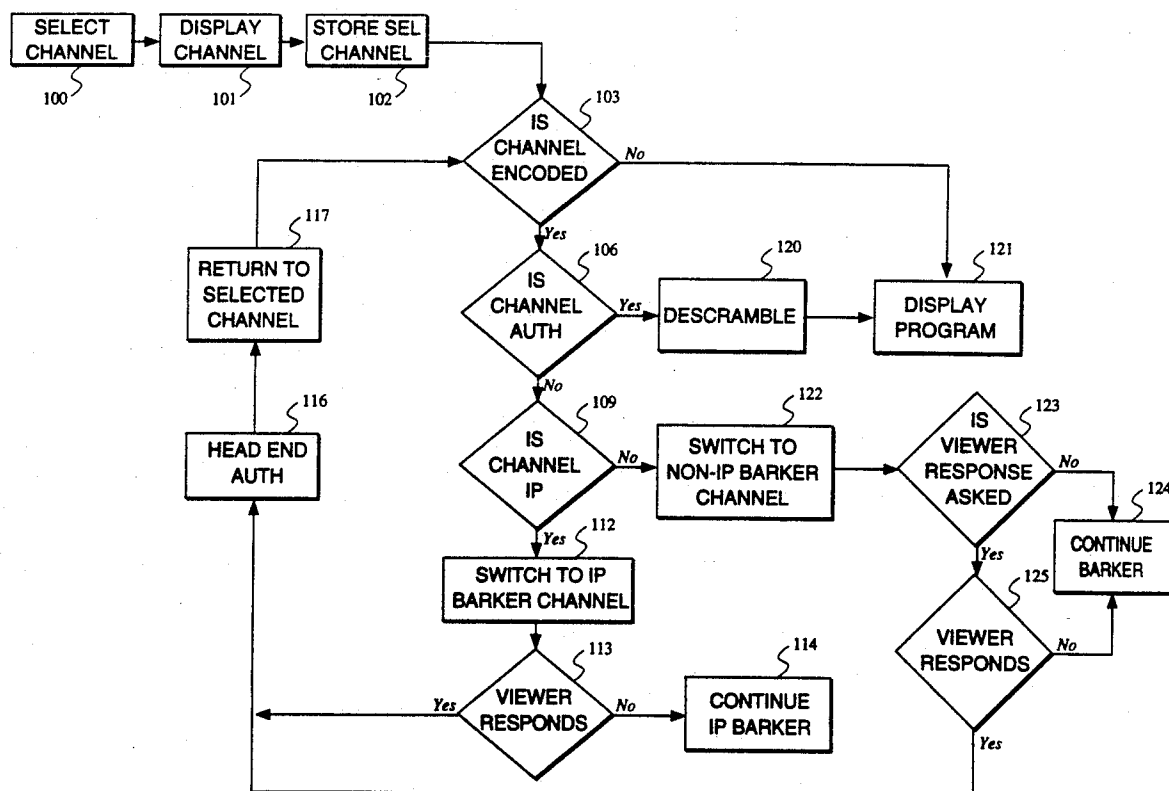 SELECT
CHANNEL
100
DISPLAY
CHANNEL
101
STORE SEL
CHANNEL
102
IS
CHANNEL
ENCODED
103
No
Yes
117
RETURN TO
SELECTED
CHANNEL
106
IS
CHANNEL
AUTH
Yes
No
120
DESCRAMBLE
121
DISPLAY
PROGRAM
116
HEAD END
AUTH
109
IS
CHANNEL
IP
No
Yes
122
SWITCH TO
NON-IP BARKER
CHANNEL
123
IS
VIEWER
RESPONSE
ASKED
No
Yes
124
CONTINUE
BARKER
112
SWITCH TO IP
BARKER CHANNEL
125
VIEWER
RESPONDS
No
Yes
113
VIEWER
RESPONDS
Yes
No
114
CONTINUE
IP BARKER